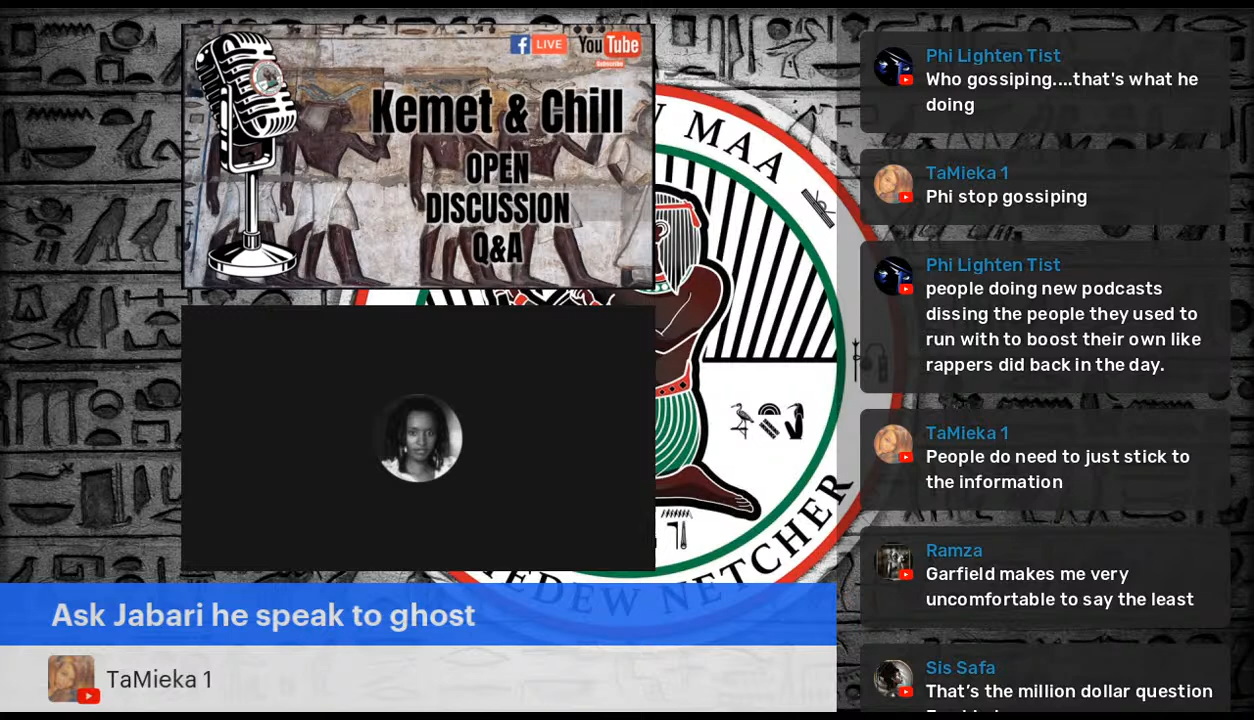 LIVE
YouTube
Subscribe
Kemet & Chill
OPEN
DISCUSSION
Q&A
MAA
MEDEW NETCHER
Ask Jabari he speak to ghost
TaMieka 1
Phi Lighten Tist
Who gossiping....that's what he
doing
TaMieka 1
Phi stop gossiping
Phi Lighten Tist
people doing new podcasts
dissing the people they used to
run with to boost their own like
rappers did back in the day.
TaMieka 1
People do need to just stick to
the information
Ramza
Garfield makes me very
uncomfortable to say the least
Sis Safa
That's the million dollar question